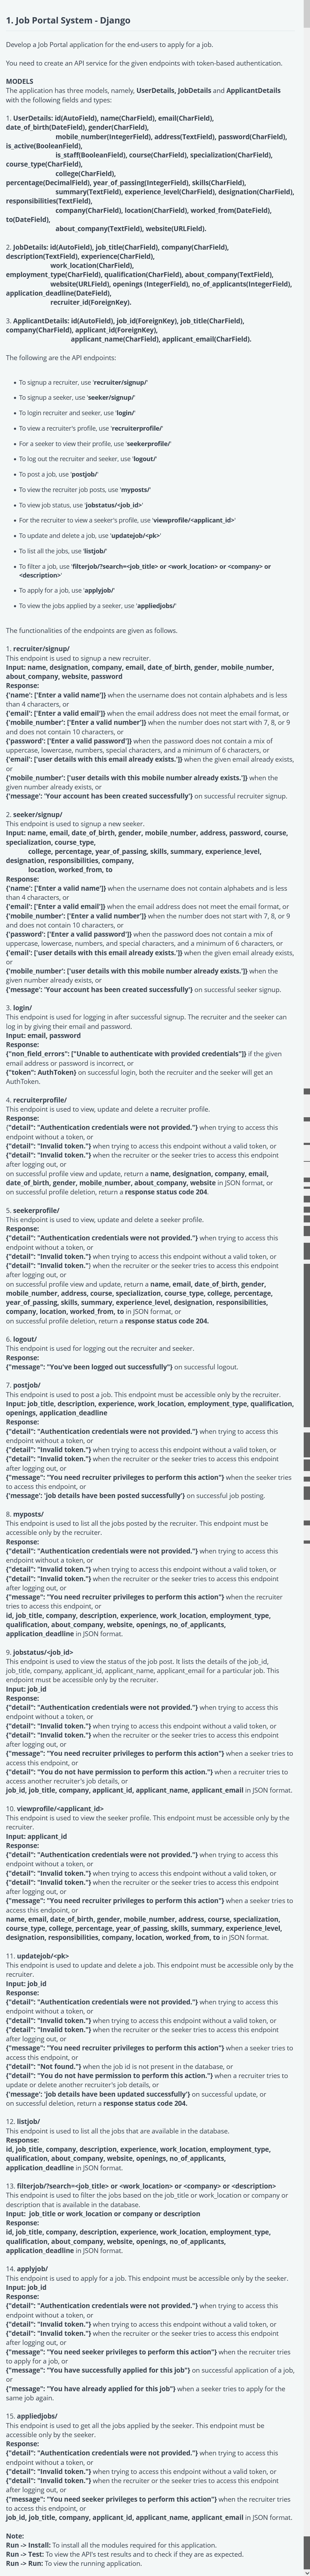 1. Job Portal System - Django
Develop a Job Portal application for the end-users to apply for a job.
You need to create an API service for the given endpoints with token-based authentication.
MODELS
The application has three models, namely, UserDetails, JobDetails and ApplicantDetails
with the following fields and types:
1. UserDetails: id(AutoField), name(CharField), email(CharField),
date_of_birth(DateField), gender(CharField),
mobile_number(IntegerField), address(TextField), password(CharField),
is_active(BooleanField),
is_staff(BooleanField), course(CharField), specialization(CharField),
course_type(CharField),
college(CharField),
percentage(DecimalField), year_of_passing(IntegerField), skills(CharField),
summary(TextField), experience_level(CharField), designation(CharField),
responsibilities(TextField),
company(CharField), location(CharField), worked_from(DateField),
to(DateField),
about_company(TextField), website(URLField).
2. JobDetails: id(AutoField), job_title(CharField), company(CharField),
description(TextField), experience(CharField),
work_location(CharField),
employment_type(CharField), qualification(CharField), about_company(TextField),
website(URLField), openings (IntegerField), no_of_applicants(IntegerField),
application_deadline(DateField),
recruiter_id(ForeignKey).
3. ApplicantDetails: id(AutoField), job_id(ForeignKey), job_title(CharField),
company(CharField), applicant_id(ForeignKey),
applicant_name(CharField), applicant_email(CharField).
The following are the API endpoints:
• To signup a recruiter, use 'recruiter/signup/'
• To signup a seeker, use 'seeker/signup/'
• To login recruiter and seeker, use 'login/'
• To view a recruiter's profile, use 'recruiterprofile/'
• For a seeker to view their profile, use 'seekerprofile/'
• To log out the recruiter and seeker, use 'logout/'
• To post a job, use 'postjob/'
• To view the recruiter job posts, use 'myposts/'
• To view job status, use 'jobstatus/<job_id>'
• For the recruiter to view a seeker's profile, use 'viewprofile/<applicant_id>'
• To update and delete a job, use 'updatejob/<pk>'
• To list all the jobs, use 'listjob/'
• To filter a job, use 'filterjob/?search=<job_title> or <work_location> or <company> or
<description>'
• To apply for a job, use 'applyjob/'
• To view the jobs applied by a seeker, use 'appliedjobs/'
The functionalities of the endpoints are given as follows.
1. recruiter/signup/
This endpoint is used to signup a new recruiter.
Input: name, designation, company, email, date_of_birth, gender, mobile_number,
about_company, website, password
Response:
{'name': ['Enter a valid name']} when the username does not contain alphabets and is less
than 4 characters, or
{'email': ['Enter a valid email']} when the email address does not meet the email format, or
{'mobile_number': ['Enter a valid number']} when the number does not start with 7, 8, or 9
and does not contain 10 characters, or
{'password': ['Enter a valid password']} when the password does not contain a mix of
uppercase, lowercase, numbers, special characters, and a minimum of 6 characters, or
{'email': ['user details with this email already exists.']} when the given email already exists,
or
{'mobile_number': ['user details with this mobile number already exists.']} when the
given number already exists, or
{'message': 'Your account has been created successfully'} on successful recruiter signup.
2. seeker/signup/
This endpoint is used to signup a new seeker.
Input: name, email, date_of_birth, gender, mobile_number, address, password, course,
specialization, course_type,
college, percentage, year_of_passing, skills, summary, experience_level,
designation, responsibilities, company,
location, worked_from, to
Response:
{'name': ['Enter a valid name']} when the username does not contain alphabets and is less
than 4 characters, or
{'email': ['Enter a valid email']} when the email address does not meet the email format, or
{'mobile_number': ['Enter a valid number']} when the number does not start with 7, 8, or 9
and does not contain 10 characters, or
{'password': ['Enter a valid password']} when the password does not contain a mix of
uppercase, lowercase, numbers, and special characters, and a minimum of 6 characters, or
{'email': ['user details with this email already exists.']} when the given email already exists,
or
{'mobile_number': ['user details with this mobile number already exists.']} when the
given number already exists, or
{'message': 'Your account has been created successfully'} on successful seeker signup.
3. login/
This endpoint is used for logging in after successful signup. The recruiter and the seeker can
log in by giving their email and password.
Input: email, password
Response:
{"non_field_errors": ["Unable to authenticate with provided credentials"]} if the given
email address or password is incorrect, or
{"token": AuthToken} on successful login, both the recruiter and the seeker will get an
AuthToken.
4. recruiterprofile/
This endpoint is used to view, update and delete a recruiter profile.
Response:
{"detail": "Authentication credentials were not provided."} when trying to access this
endpoint without a token, or
{"detail": "Invalid token."} when trying to access this endpoint without a valid token, or
{"detail": "Invalid token."} when the recruiter or the seeker tries to access this endpoint
after logging out, or
on successful profile view and update, return a name, designation, company, email,
date_of_birth, gender, mobile_number, about_company, website in JSON format, or
on successful profile deletion, return a response status code 204.
5. seekerprofile/
This endpoint is used to view, update and delete a seeker profile.
Response:
{"detail": "Authentication credentials were not provided."} when trying to access this
endpoint without a token, or
{"detail": "Invalid token."} when trying to access this endpoint without a valid token, or
{"detail": "Invalid token."} when the recruiter or the seeker tries to access this endpoint
after logging out, or
on successful profile view and update, return a name, email, date_of_birth, gender,
mobile_number, address, course, specialization, course_type, college, percentage,
year_of_passing, skills, summary, experience_level, designation, responsibilities,
company, location, worked_from, to in JSON format, or
on successful profile deletion, return a response status code 204.
6. logout/
This endpoint is used for logging out the recruiter and seeker.
Response:
{"message": "You've been logged out successfully"} on successful logout.
7. postjob/
This endpoint is used to post a job. This endpoint must be accessible only by the recruiter.
Input: job_title, description, experience, work_location, employment_type, qualification,
openings, application_deadline
Response:
{"detail": "Authentication credentials were not provided."} when trying to access this
endpoint without a token, or
{"detail": "Invalid token."} when trying to access this endpoint without a valid token, or
{"detail": "Invalid token."} when the recruiter or the seeker tries to access this endpoint
after logging out, or
{"message": "You need recruiter privileges to perform this action"} when the seeker tries
to access this endpoint, or
{'message': 'job details have been posted successfully'} on successful job posting.
8. myposts/
This endpoint is used to list all the jobs posted by the recruiter. This endpoint must be
accessible only by the recruiter.
Response:
{"detail": "Authentication credentials were not provided."} when trying to access this
endpoint without a token, or
{"detail": "Invalid token."} when trying to access this endpoint without a valid token, or
{"detail": "Invalid token."} when the recruiter or the seeker tries to access this endpoint
after logging out, or
{"message": "You need recruiter privileges to perform this action"} when the recruiter
tries to access this endpoint, or
id, job_title, company, description, experience, work_location, employment_type,
qualification, about_company, website, openings, no_of_applicants,
application_deadline in JSON format.
9. jobstatus/<job_id>
This endpoint is used to view the status of the job post. It lists the details of the job_id,
job_title, company, applicant_id, applicant_name, applicant_email for a particular job. This
endpoint must be accessible only by the recruiter.
Input: job_id
Response:
{"detail": "Authentication credentials were not provided."} when trying to access this
endpoint without a token, or
{"detail": "Invalid token."} when trying to access this endpoint without a valid token, or
{"detail": "Invalid token."} when the recruiter or the seeker tries to access this endpoint
after logging out, or
{"message": "You need recruiter privileges to perform this action"} when a seeker tries to
access this endpoint, or
{"detail": "You do not have permission to perform this action."} when a recruiter tries to
access another recruiter's job details, or
job_id, job_title, company, applicant_id, applicant_name, applicant_email in JSON format.
10. viewprofile/<applicant_id>
This endpoint is used to view the seeker profile. This endpoint must be accessible only by the
recruiter.
Input: applicant_id
Response:
{"detail": "Authentication credentials were not provided."} when trying to access this
endpoint without a token, or
{"detail": "Invalid token."} when trying to access this endpoint without a valid token, or
{"detail": "Invalid token."} when the recruiter or the seeker tries to access this endpoint
after logging out, or
{"message": "You need recruiter privileges to perform this action"} when a seeker tries to
access this endpoint, or
name, email, date_of_birth, gender, mobile_number, address, course, specialization,
course_type, college, percentage, year_of_passing, skills, summary, experience_level,
designation, responsibilities, company, location, worked_from, to in JSON format.
11. updatejob/<pk>
This endpoint is used to update and delete a job. This endpoint must be accessible only by the
recruiter.
Input: job_id
Response:
{"detail": "Authentication credentials were not provided."} when trying to access this
endpoint without a token, or
{"detail": "Invalid token."} when trying to access this endpoint without a valid token, or
{"detail": "Invalid token."} when the recruiter or the seeker tries to access this endpoint
after logging out, or
{"message": "You need recruiter privileges to perform this action"} when a seeker tries to
access this endpoint, or
{"detail": "Not found."} when the job id is not present in the database, or
{"detail": "You do not have permission to perform this action."} when a recruiter tries to
update or delete another recruiter's job details, or
{'message': 'job details have been updated successfully'} on successful update, or
on successful deletion, return a response status code 204.
12. listjob/
This endpoint is used to list all the jobs that are available in the database.
Response:
id, job_title, company, description, experience, work_location, employment_type,
qualification, about_company, website, openings, no_of_applicants,
application_deadline in JSON format.
13. filterjob/?search=<job_title> or <work_location> or <company> or <description>
This endpoint is used to filter the jobs based on the job_title or work_location or company or
description that is available in the database.
Input: job_title or work_location or company or description
Response:
id, job_title, company, description, experience, work_location, employment_type,
qualification, about_company, website, openings, no_of_applicants,
application_deadline in JSON format.
14. applyjob/
This endpoint is used to apply for a job. This endpoint must be accessible only by the seeker.
Input: job_id
Response:
{"detail": "Authentication credentials were not provided."} when trying to access this
endpoint without a token, or
{"detail": "Invalid token."} when trying to access this endpoint without a valid token, or
{"detail": "Invalid token."} when the recruiter or the seeker tries to access this endpoint
after logging out, or
{"message": "You need seeker privileges to perform this action"} when the recruiter tries
to apply for a job, or
{"message": "You have successfully applied for this job"} on successful application of a job,
or
{"message": "You have already applied for this job"} when a seeker tries to apply for the
same job again.
15. appliedjobs/
This endpoint is used to get all the jobs applied by the seeker. This endpoint must be
accessible only by the seeker.
Response:
{"detail": "Authentication credentials were not provided."} when trying to access this
endpoint without a token, or
{"detail": "Invalid token."} when trying to access this endpoint without a valid token, or
{"detail": "Invalid token."} when the recruiter or the seeker tries to access this endpoint
after logging out, or
{"message": "You need seeker privileges to perform this action"} when the recruiter tries
to access this endpoint, or
job_id, job_title, company, applicant_id, applicant_name, applicant_email in JSON format.
Note:
Run -> Install: To install all the modules required for this application.
Run -> Test: To view the API's test results and to check if they are as expected.
Run -> Run: To view the running application.